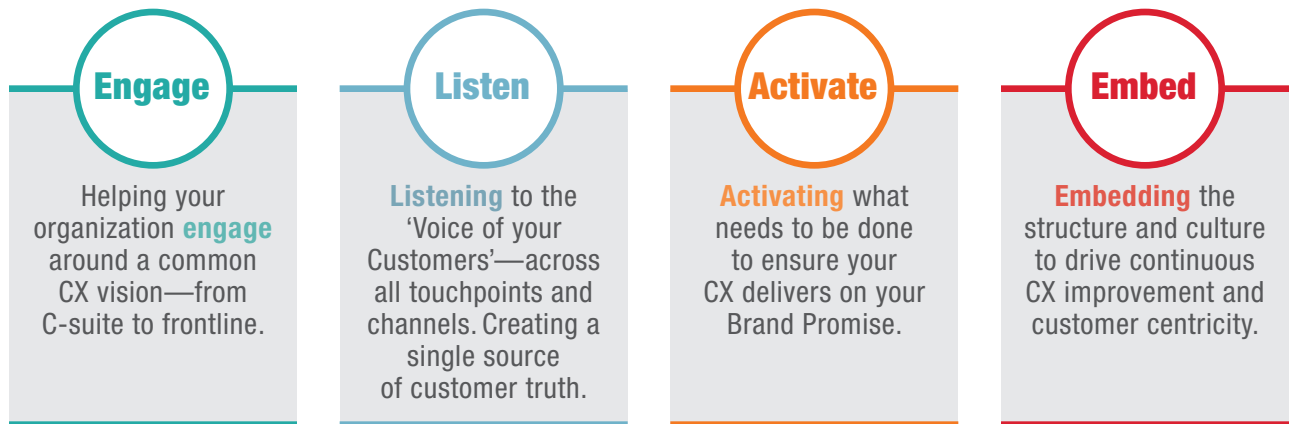 Engage
Helping your
organization engage
around a common
CX vision—from
C-suite to frontline.
Listen
Listening to the
‘Voice of your
Customers’—across
all touchpoints and
channels. Creating a
single source
of customer truth.
Activate
Activating what
needs to be done
to ensure your
CX delivers on your
Brand Promise.
Embed
Embedding the
structure and culture
to drive continuous
CX improvement and
customer centricity.